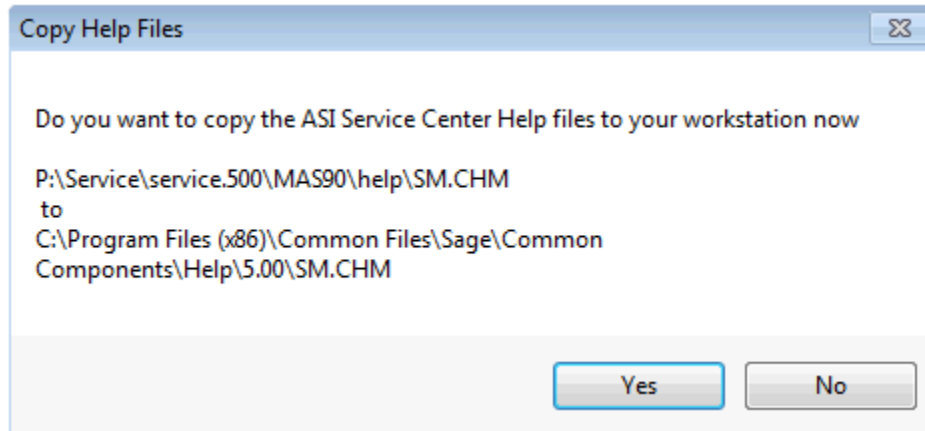 Copy Help Files
Do you want to copy the ASI Service Center Help files to your workstation now
P:\Service\service.500\MAS90\help\SM.CHM
to
C:\Program Files (x86)\Common Files\Sage\Common
Components\Help\5.00\SM.CHM
Yes
No